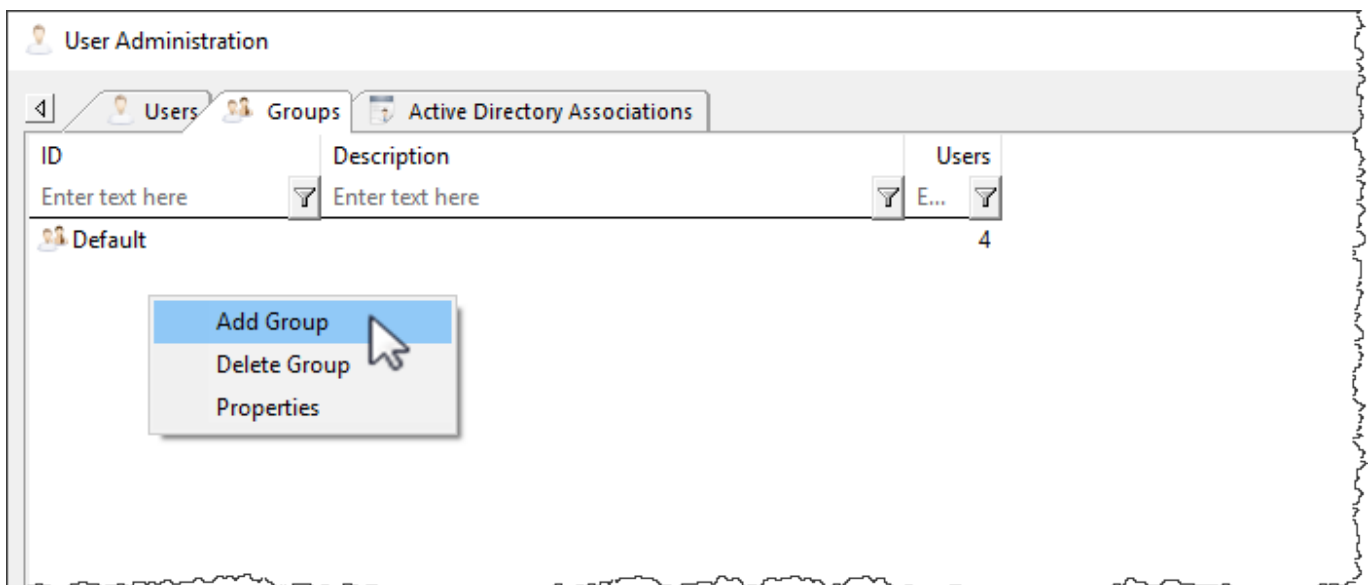 User Administration
Users Groups Active Directory Associations
ID Description Users
Enter text here Enter text here E...
Default 4
Add Group
Delete Group
Properties